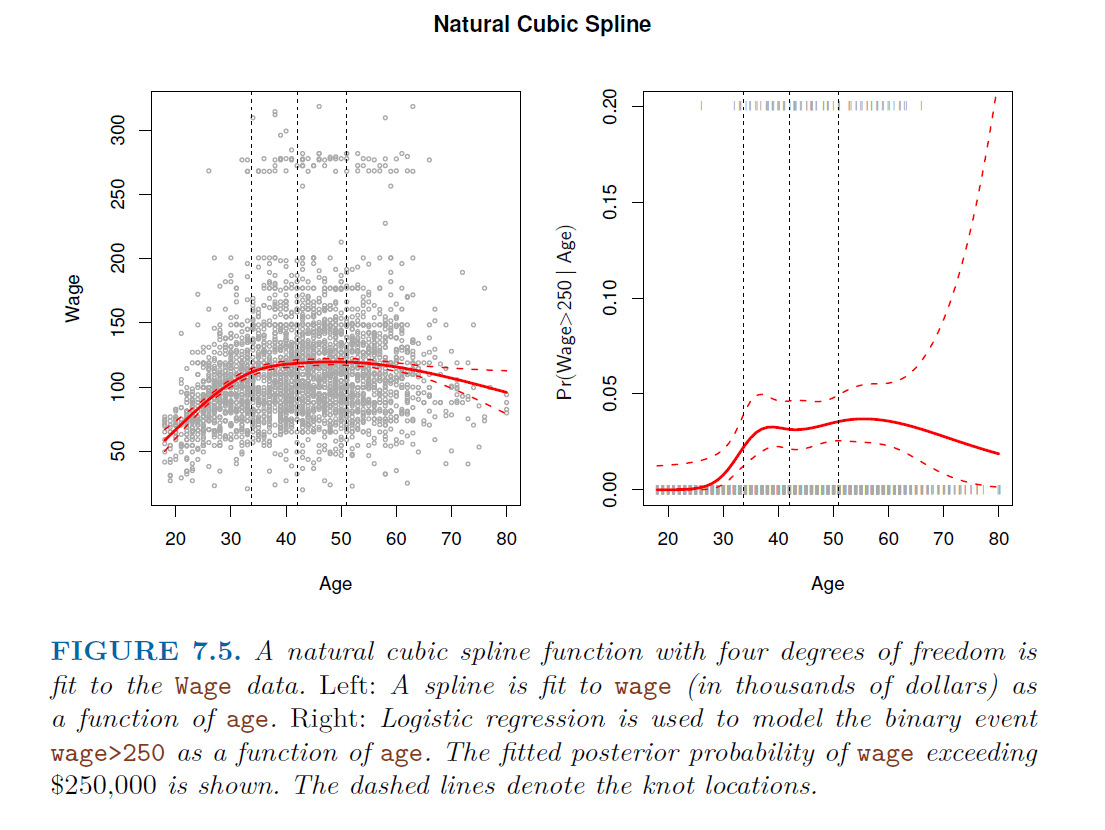 Natural Cubic Spline
Wage
50 100 150 200 250 300
20 30 40 50 60 70 80
Age
Pr(Wage>250 | Age)
0.00 0.05 0.10 0.15 0.20
20 30 40 50 60 70 80
Age
FIGURE 7.5. A natural cubic spline function with four degrees of freedom is
fit to the Wage data. Left: A spline is fit to wage (in thousands of dollars) as
a function of age. Right: Logistic regression is used to model the binary event
wage>250 as a function of age. The fitted posterior probability of wage exceeding
$250,000 is shown. The dashed lines denote the knot locations.